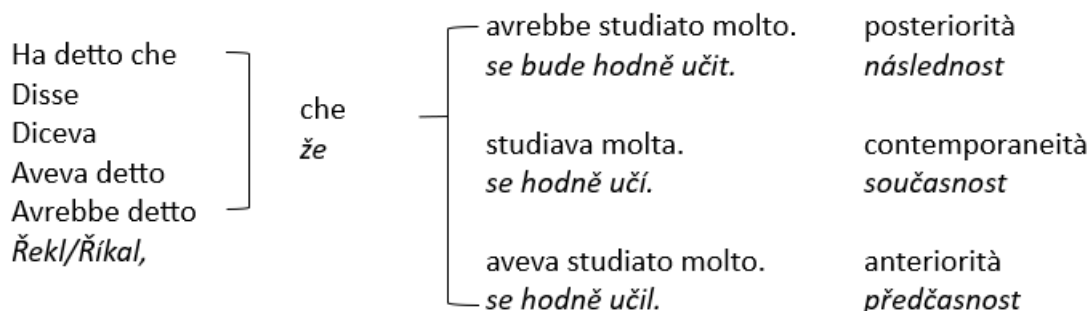 Ha detto che
Disse
Diceva
Aveva detto
Avrebbe detto
Řekl/Říkal,
che
že
avrebbe studiato molto. posteriorità
se bude hodně učit. následnost
studiava molta. contemporaneità
se hodně učí. současnost
aveva studiato molto. anteriorità
se hodně učil. předčasnost